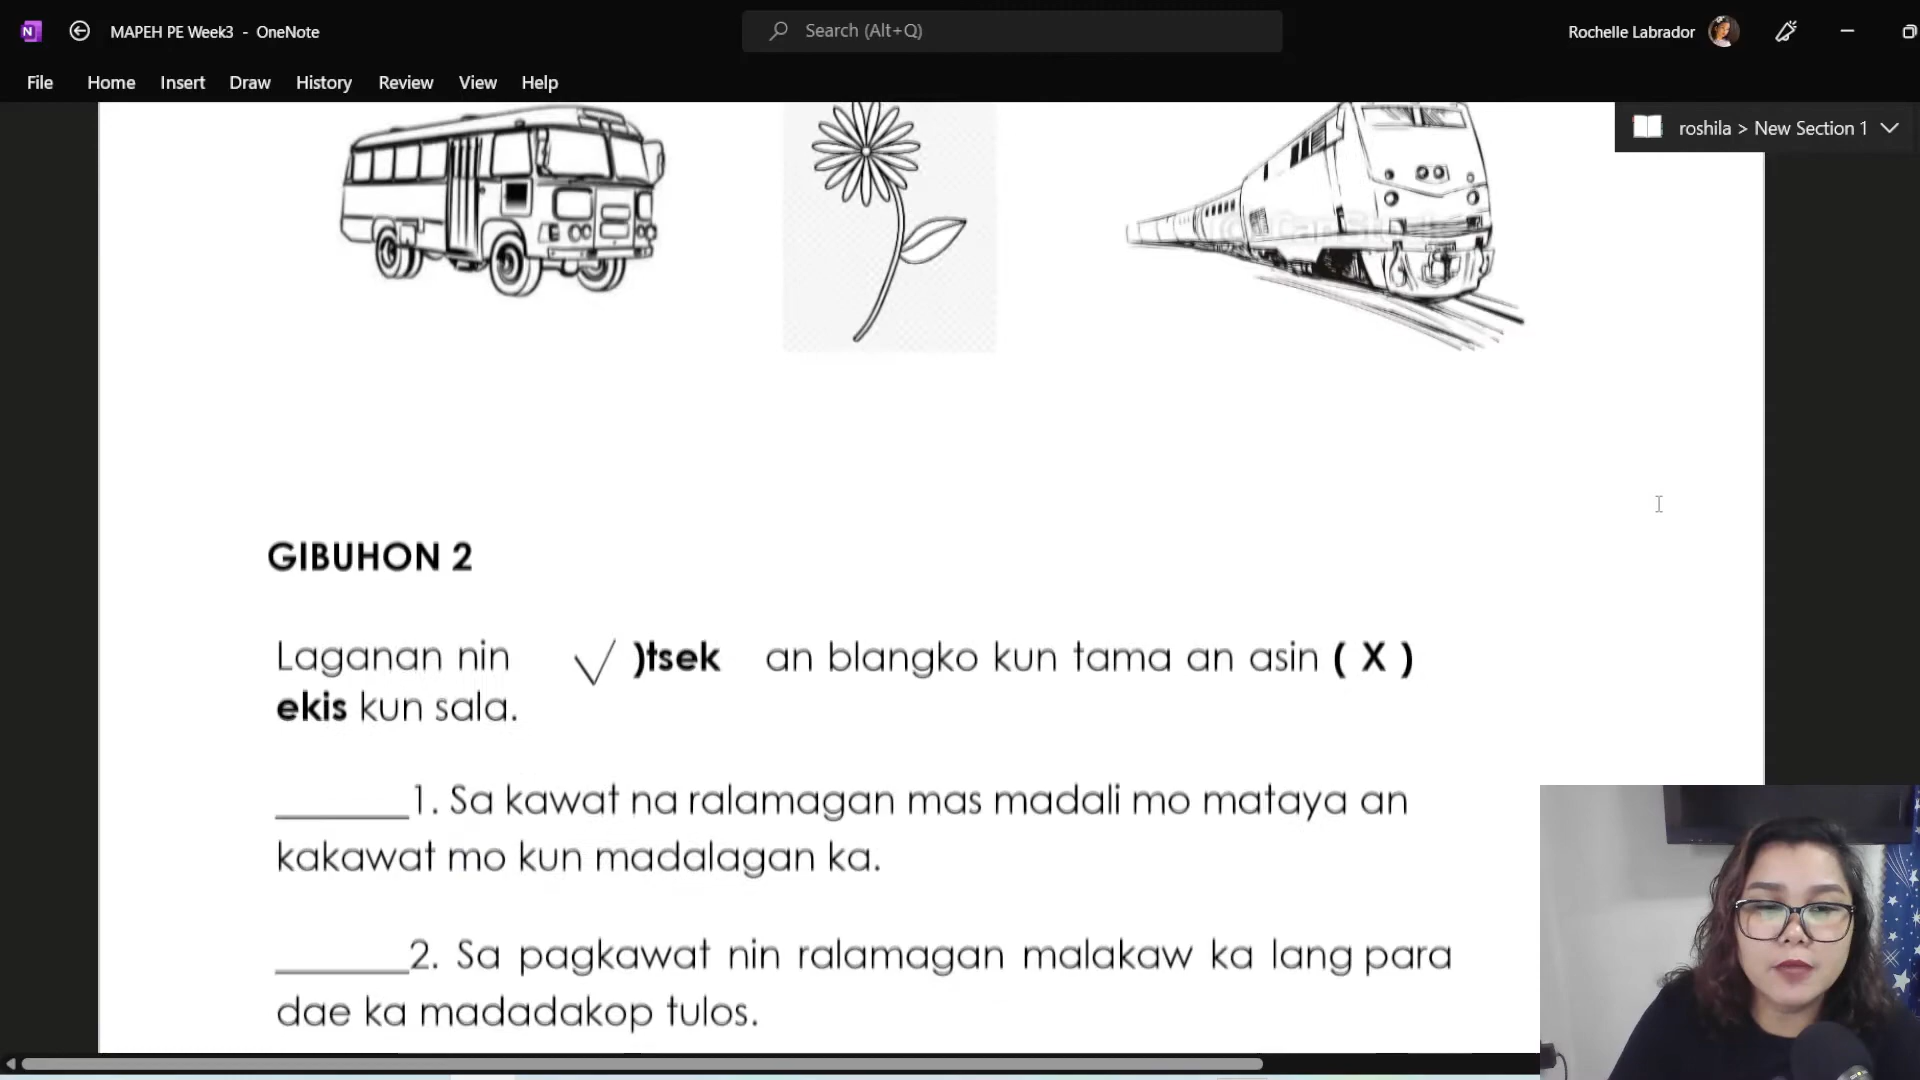 MAPEH PE Week3 - OneNote
Search (Alt+Q)
Rochelle Labrador
File Home Insert Draw History Review View Help
roshila > New Section 1
GIBUHON 2
Laganan nin √ )tsek an blangko kun tama an asin ( X )
ekis kun sala.
_______1. Sa kawat na ralamagan mas madali mo mataya an
kakawat mo kun madalagan ka.
_______2. Sa pagkawat nin ralamagan malakaw ka lang para
dae ka madadakop tulos.